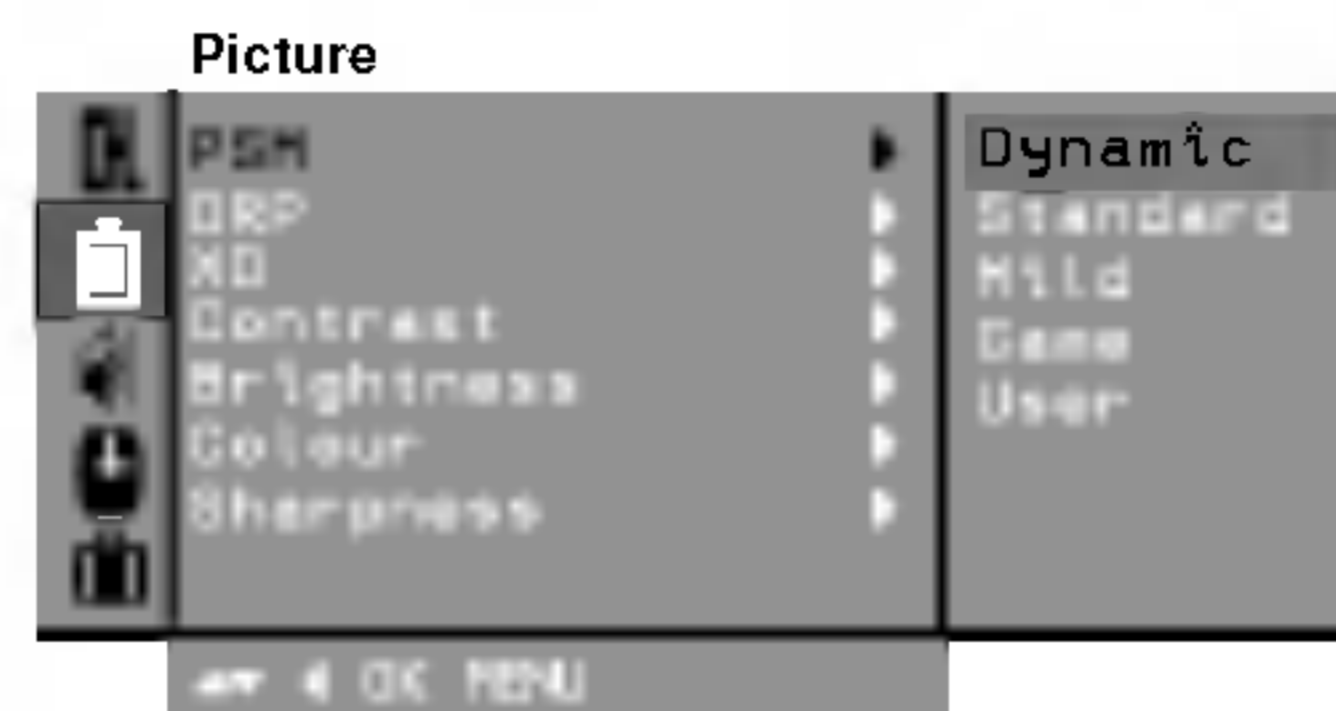 Picture
PSM
DRP
XD
Contrast
Brightness
Colour
Sharpness
Dynamic
Standard
Mild
Game
User
OK MENU